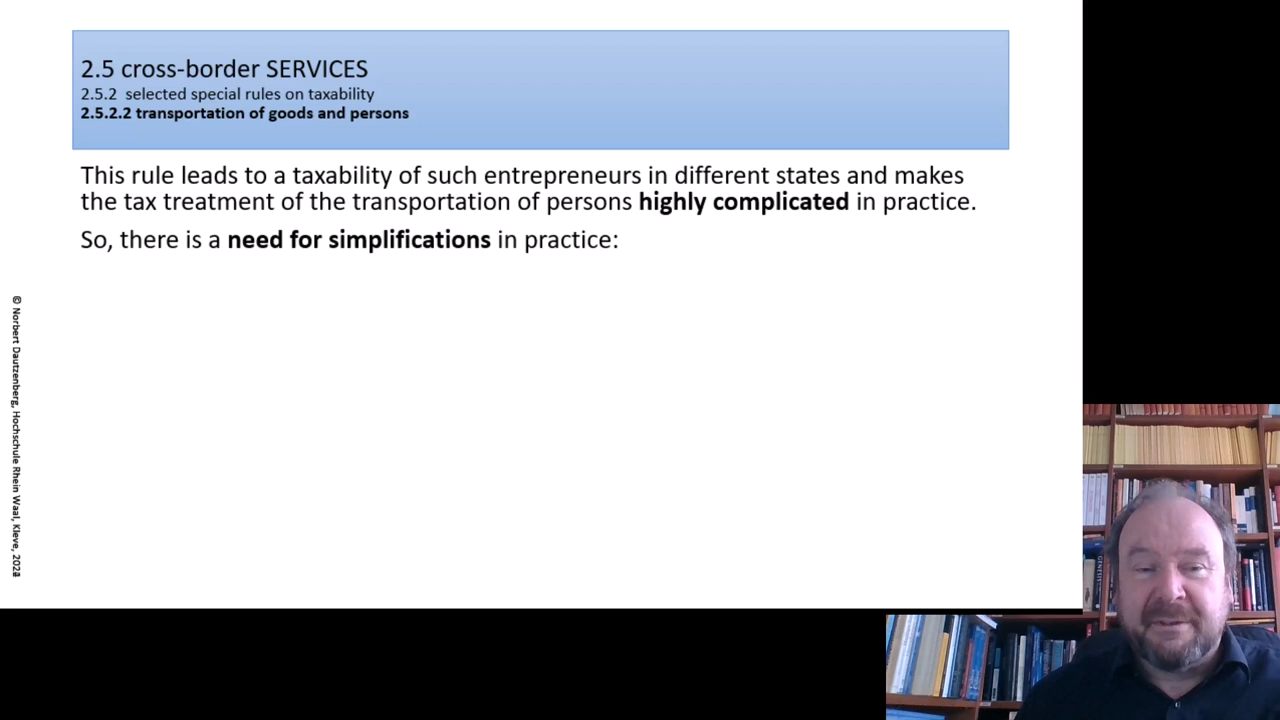 2.5 cross-border SERVICES
2.5.2 selected special rules on taxability
2.5.2.2 transportation of goods and persons
This rule leads to a taxability of such entrepreneurs in different states and makes
the tax treatment of the transportation of persons highly complicated in practice.
So, there is a need for simplifications in practice:
© Norbert Dautzenberg, Hochschule Rhein Waal, Kleve,
GENESIS